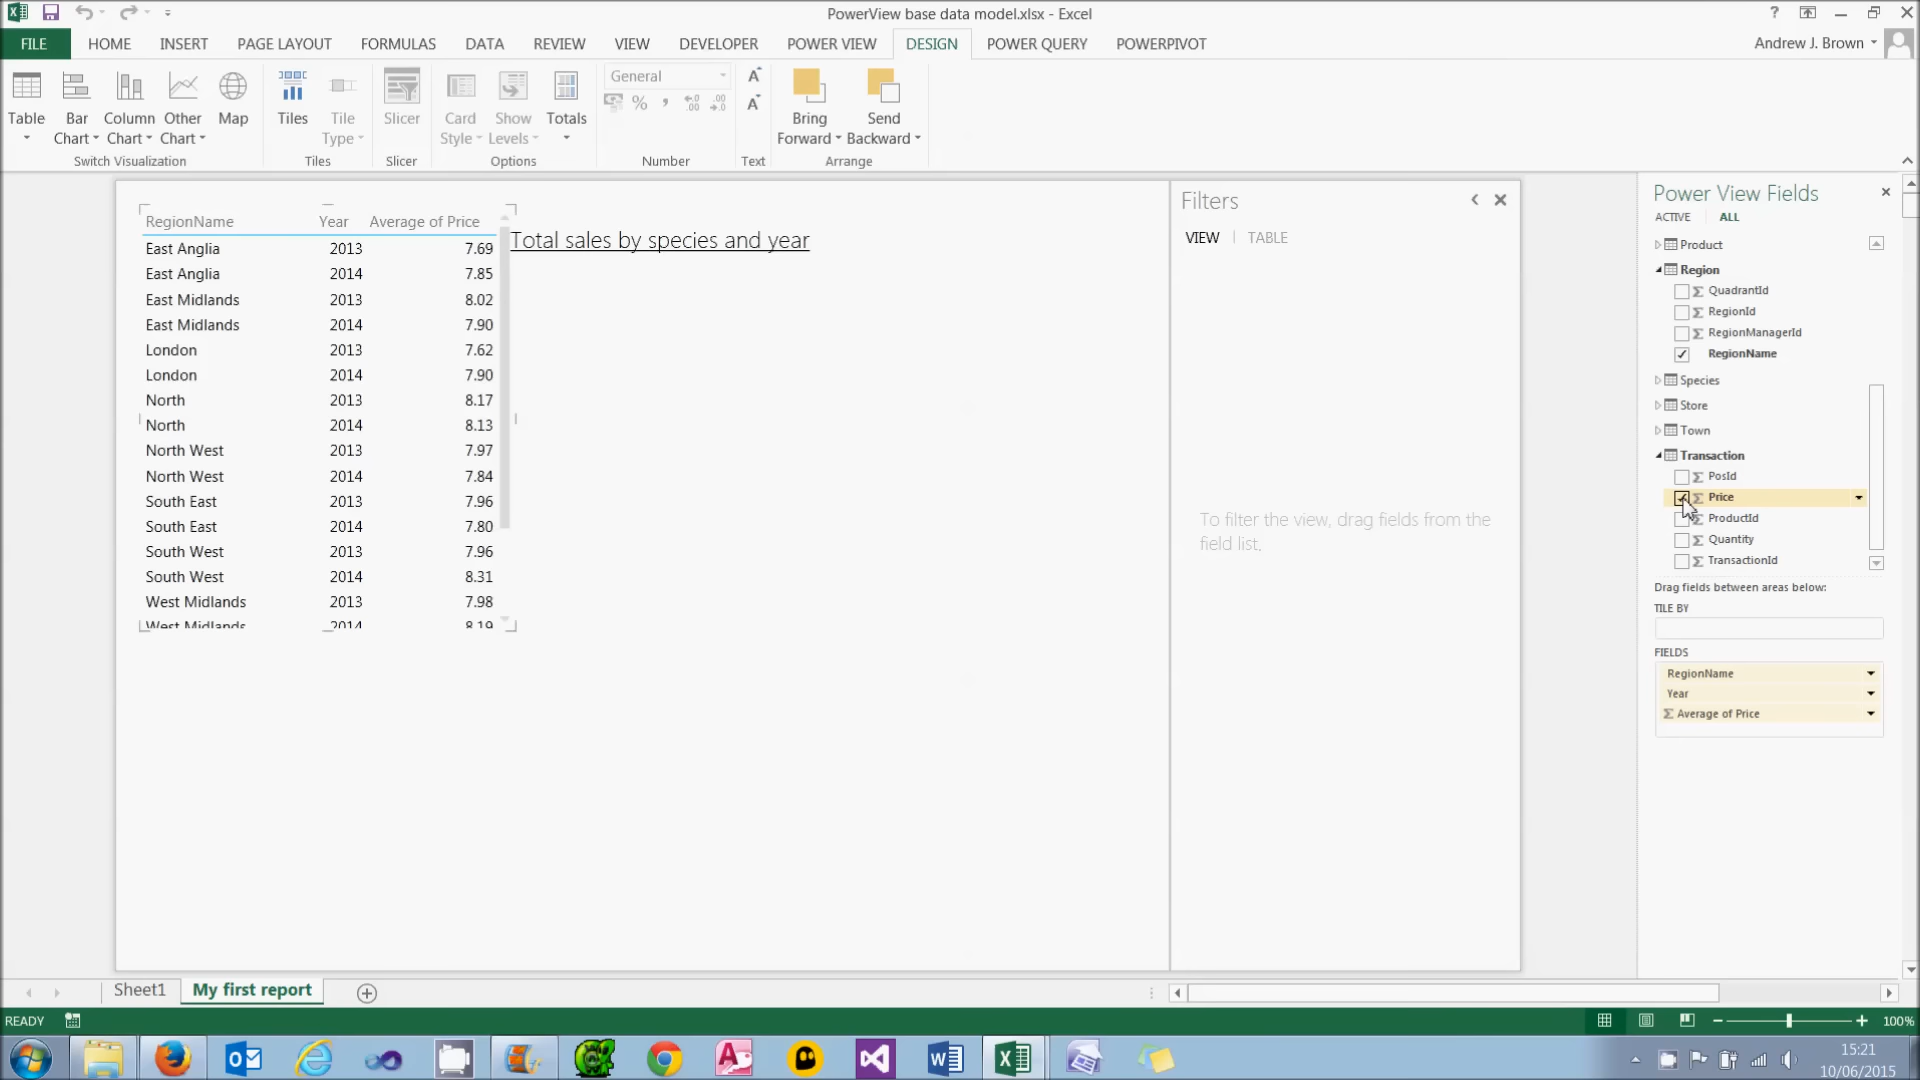 PowerView base data model.xlsx - Excel
?
FILE HOME INSERT PAGE LAYOUT FORMULAS DATA REVIEW VIEW DEVELOPER POWER VIEW DESIGN POWER QUERY POWERPIVOT
Andrew J. Brown
Table
Bar Chart
Column Chart
Other Chart
Map
Switch Visualization
Tiles
Tile Type
Tiles
Slicer
Slicer
Card Style
Show Levels
Totals
Options
General
%
Number
A
A
Text
Bring Forward
Send Backward
Arrange
RegionName Year Average of Price
East Anglia 2013 7.69
East Anglia 2014 7.85
East Midlands 2013 8.02
East Midlands 2014 7.90
London 2013 7.62
London 2014 7.90
North 2013 8.17
North 2014 8.13
North West 2013 7.97
North West 2014 7.84
South East 2013 7.96
South East 2014 7.80
South West 2013 7.96
South West 2014 8.31
West Midlands 2013 7.98
West Midlands 2014 8.19
Total sales by species and year
Filters
VIEW TABLE
To filter the view, drag fields from the
field list.
Power View Fields
ACTIVE ALL
Product
Region
QuadrantId
RegionId
RegionManagerId
RegionName
Species
Store
Town
Transaction
PosId
Price
ProductId
Quantity
TransactionId
Drag fields between areas below:
TILE BY
FIELDS
RegionName
Year
Σ Average of Price
Sheet1 My first report
READY
100%
15:21
10/06/2015